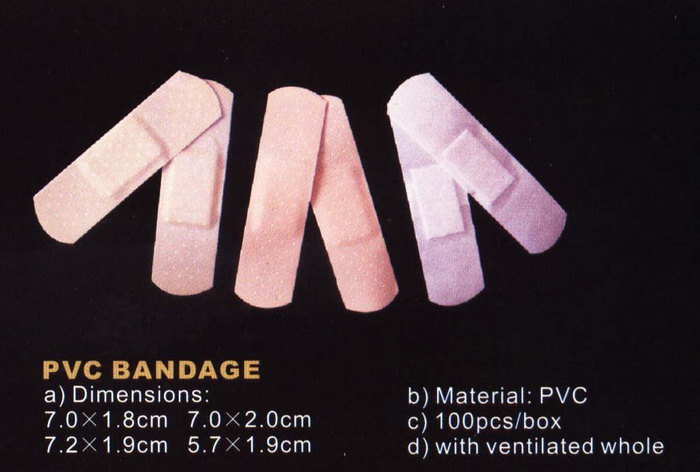 PVC BANDAGE
a) Dimensions:
7.0×1.8cm 7.0×2.0cm
7.2×1.9cm 5.7×1.9cm
b) Material: PVC
c) 100pcs/box
d) with ventilated whole